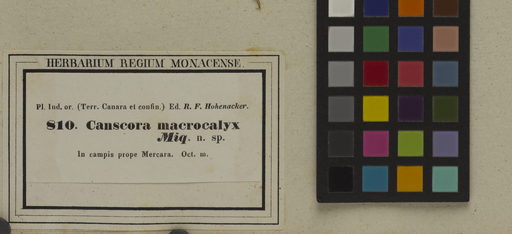 HERBARIUM REGIUM MONACENSE.
Pl. Ind. or. (Terr. Canara et confin.) Ed. R. F. Hohenacker.
810. Canscora macrocalyx
Miq. n. sp.
In campis prope Mercara. Oct. m.